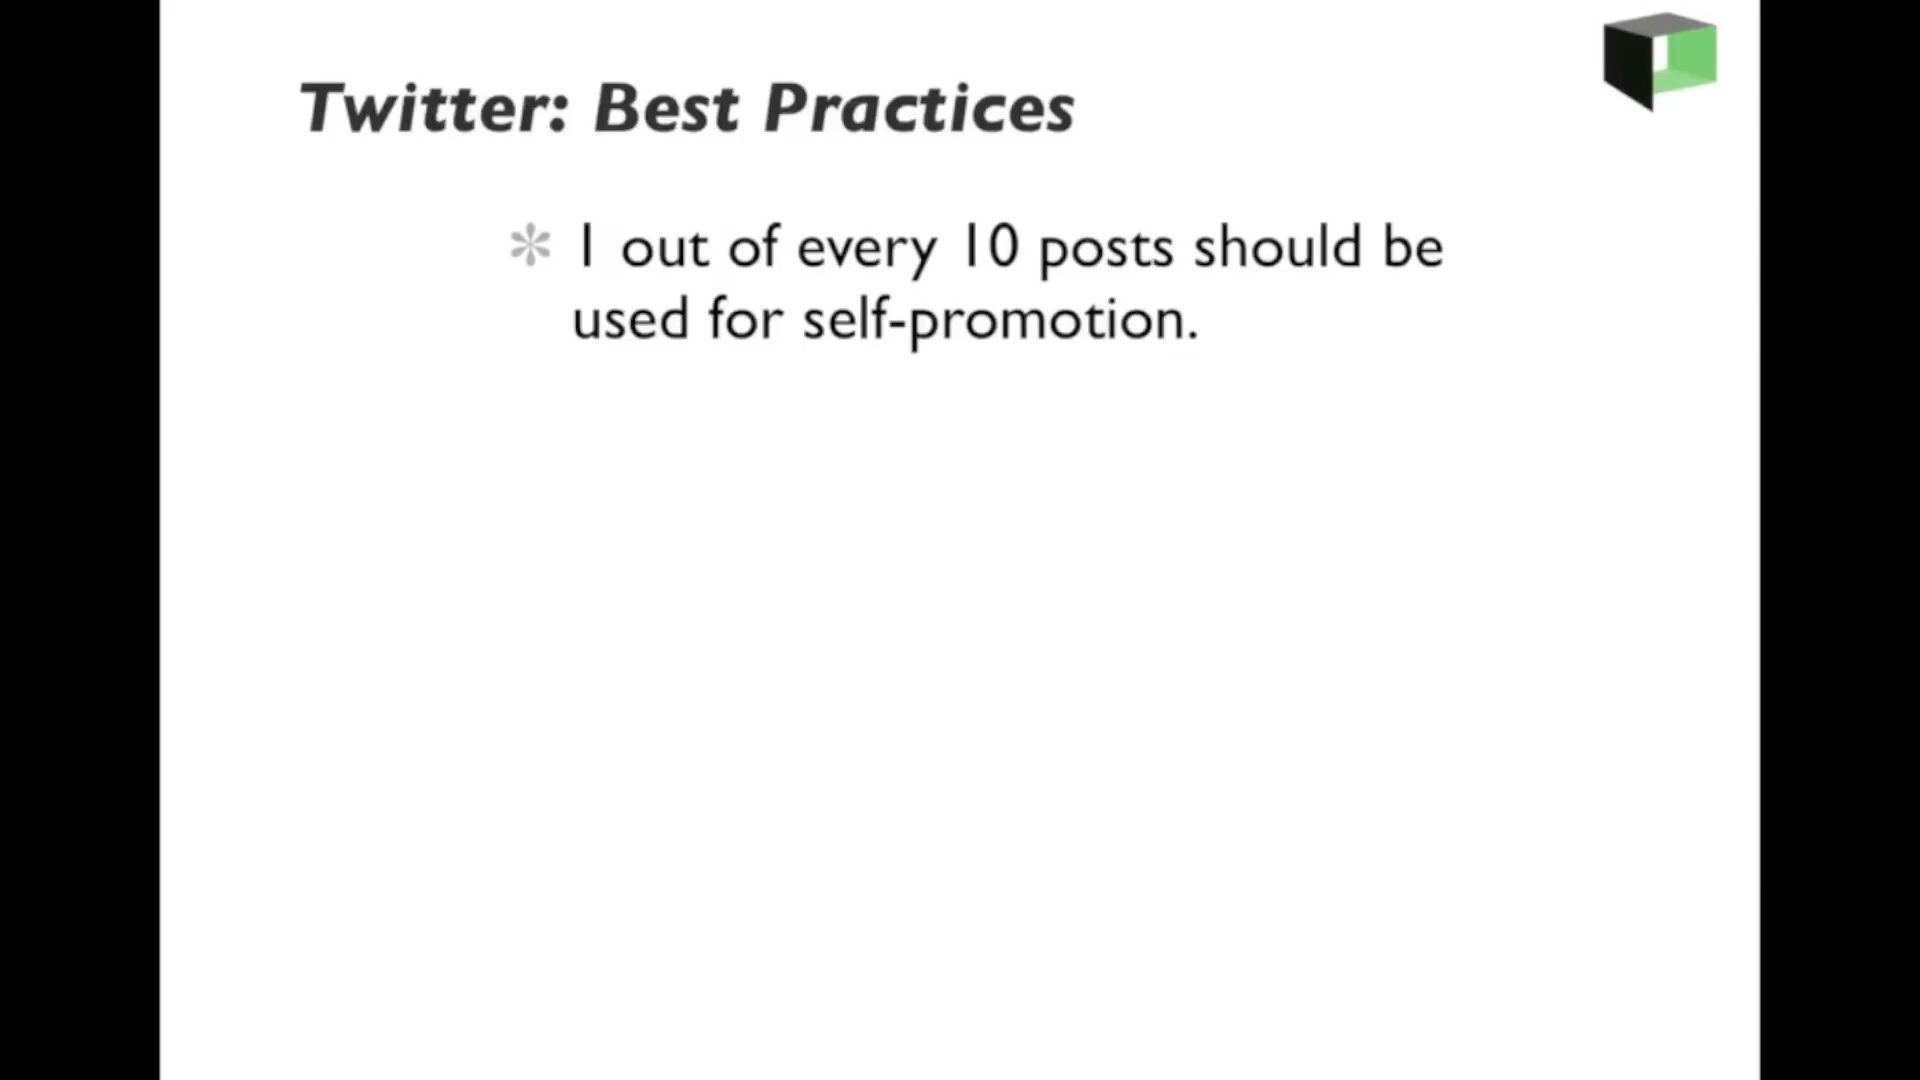 Twitter: Best Practices
* 1 out of every 10 posts should be
used for self-promotion.